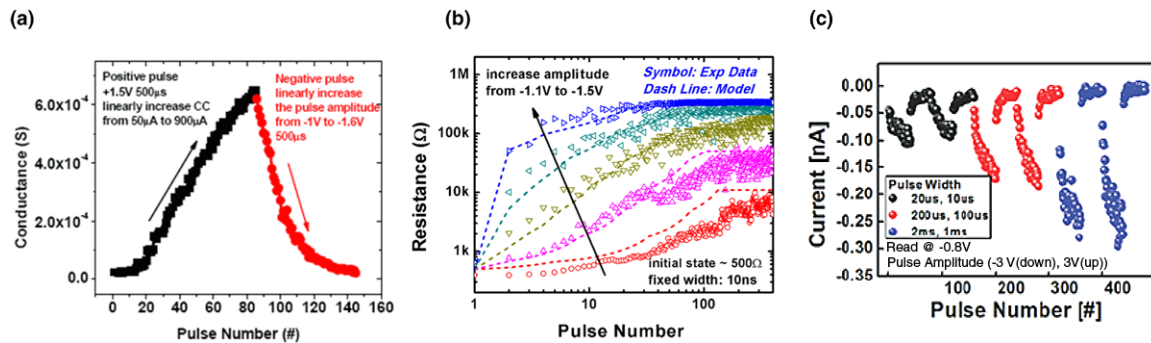 (a)
Positive pulse
+1.5V 500µs
linearly increase CC
from 50µA to 900µA
Negative pulse
linearly increase
the pulse amplitude
from -1V to -1.6V
500µs
Conductance (S)
6.0x10⁻⁴
4.0x10⁻⁴
2.0x10⁻⁴
0.0
0 20 40 60 80 100 120 140 160
Pulse Number (#)
(b)
increase amplitude
from -1.1V to -1.5V
Symbol: Exp Data
Dash Line: Model
Resistance (Ω)
1M
100k
10k
1k
initial state ~ 500Ω
fixed width: 10ns
1 10 100
Pulse Number
(c)
Current [nA]
0.00
-0.05
-0.10
-0.15
-0.20
-0.25
-0.30
-0.35
Pulse Width
20us, 10us
200us, 100us
2ms, 1ms
Read @ -0.8V
Pulse Amplitude (-3 V(down), 3V(up))
100 200 300 400
Pulse Number [#]